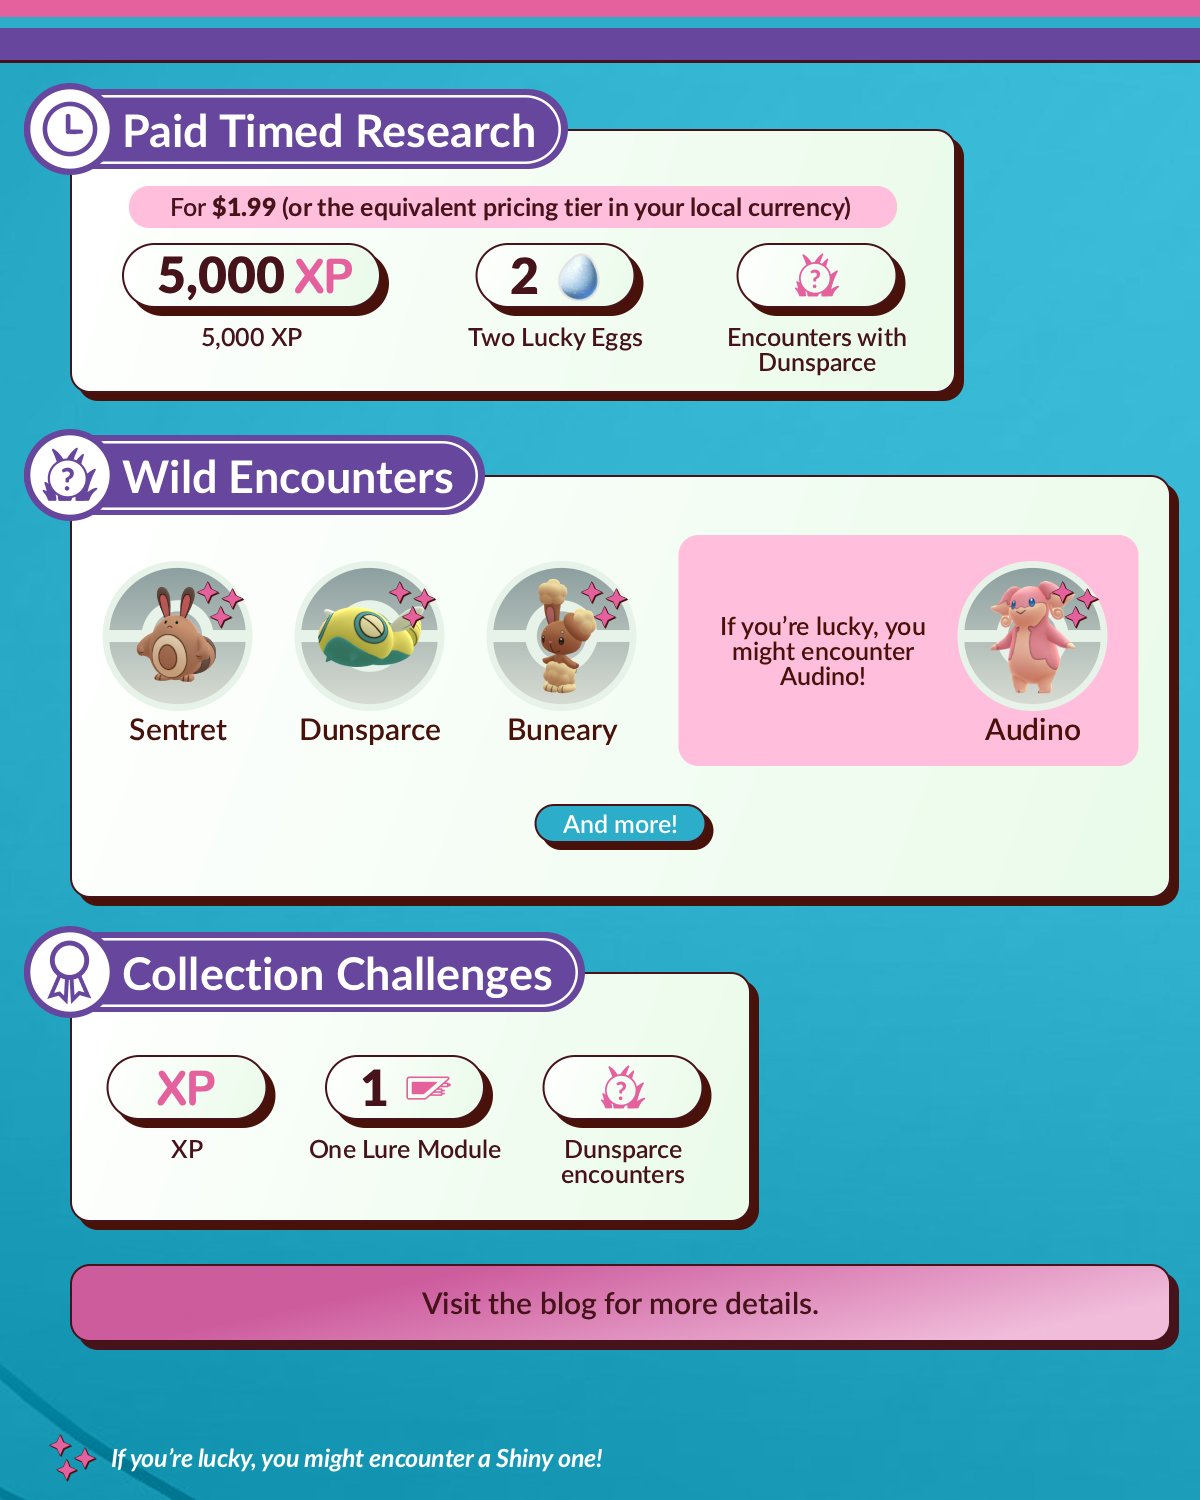 Paid Timed Research
For $1.99 (or the equivalent pricing tier in your local currency)
5,000 XP
5,000 XP
2
Two Lucky Eggs
?
Encounters with
Dunsparce
?
Wild Encounters
Sentret
Dunsparce
Buneary
If you're lucky, you
might encounter
Audino!
Audino
And more!
Collection Challenges
XP
XP
1
One Lure Module
?
Dunsparce
encounters
Visit the blog for more details.
If you're lucky, you might encounter a Shiny one!